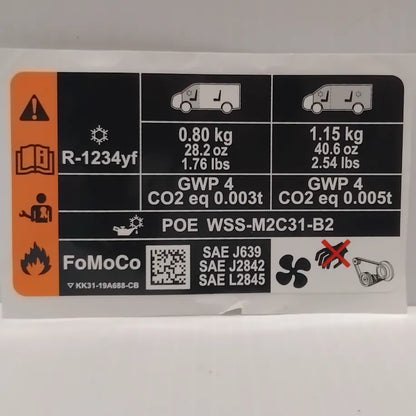 0.80 kg
28.2 oz
1.76 lbs
1.15 kg
40.6 oz
2.54 lbs
R-1234yf
GWP 4
CO2 eq 0.003t
GWP 4
CO2 eq 0.005t
POE WSS-M2C31-B2
FoMoCo
KK31-19A688-CB
SAE J639
SAE J2842
SAE L2845